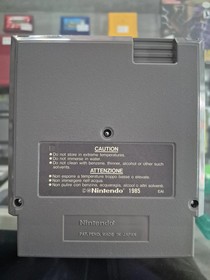 CAUTION
● Do not store in extreme temperatures.
● Do not immerse in water.
● Do not clean with benzene, thinner, alcohol or other such
solvents.
ATTENZIONE
● Non esporre a temperature troppo basse o elevate.
● Non immergere nell'acqua.
● Non pulire con benzina, acquaragia, alcool o altri solventi.
©Nintendo 1985
Nintendo
MADE IN JAPAN